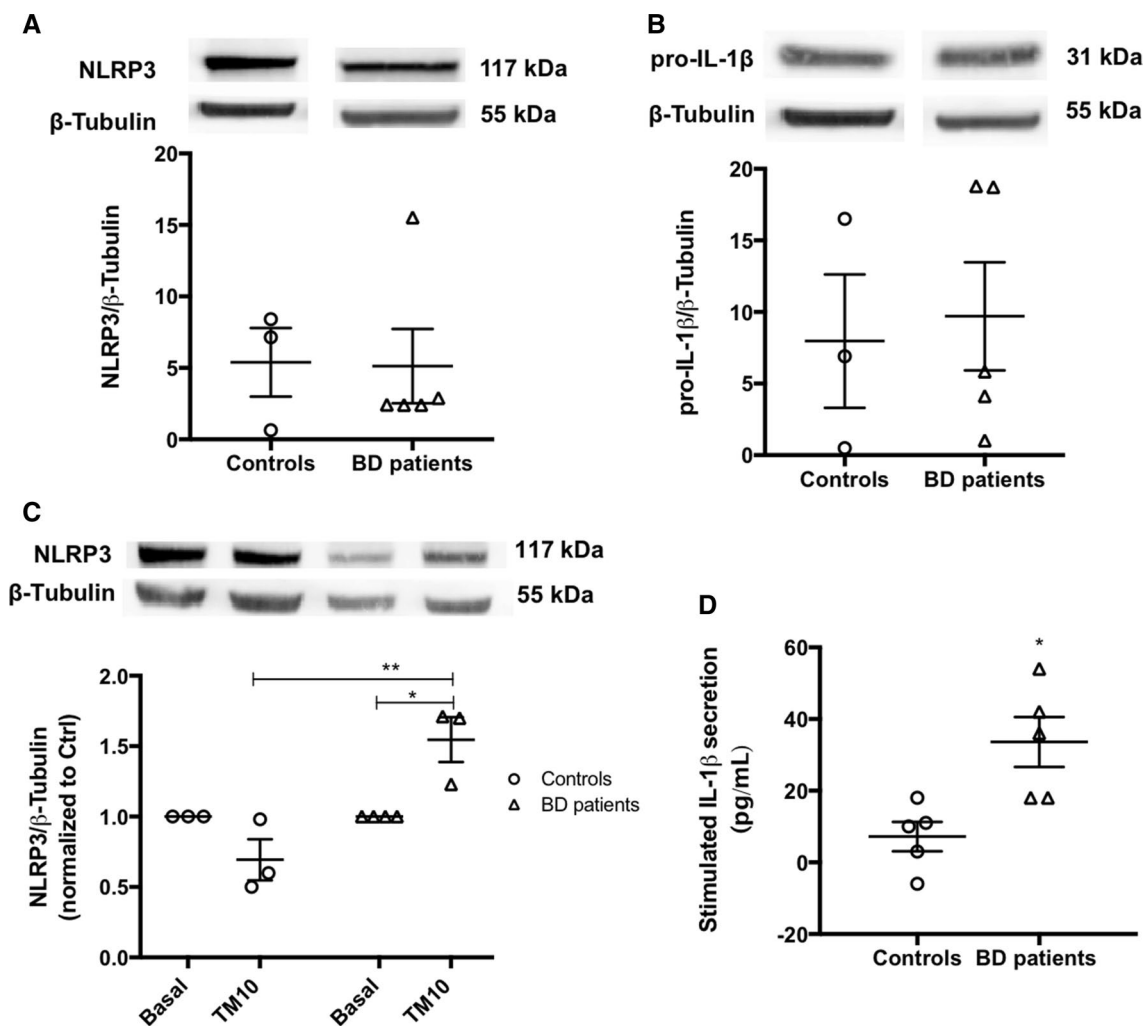 A
NLRP3
117 kDa
β-Tubulin
55 kDa
NLRP3/β-Tubulin
20
15
10
5
0
Controls
BD patients
B
pro-IL-1β
31 kDa
β-Tubulin
55 kDa
pro-IL-1β/β-Tubulin
20
15
10
5
0
Controls
BD patients
C
NLRP3
117 kDa
β-Tubulin
55 kDa
NLRP3/β-Tubulin
(normalized to Ctrl)
2.0
1.5
1.0
0.5
0.0
**
*
Basal
TM10
Basal
TM10
Controls
BD patients
D
Stimulated IL-1β secretion
(pg/mL)
60
40
20
0
-20
*
Controls
BD patients